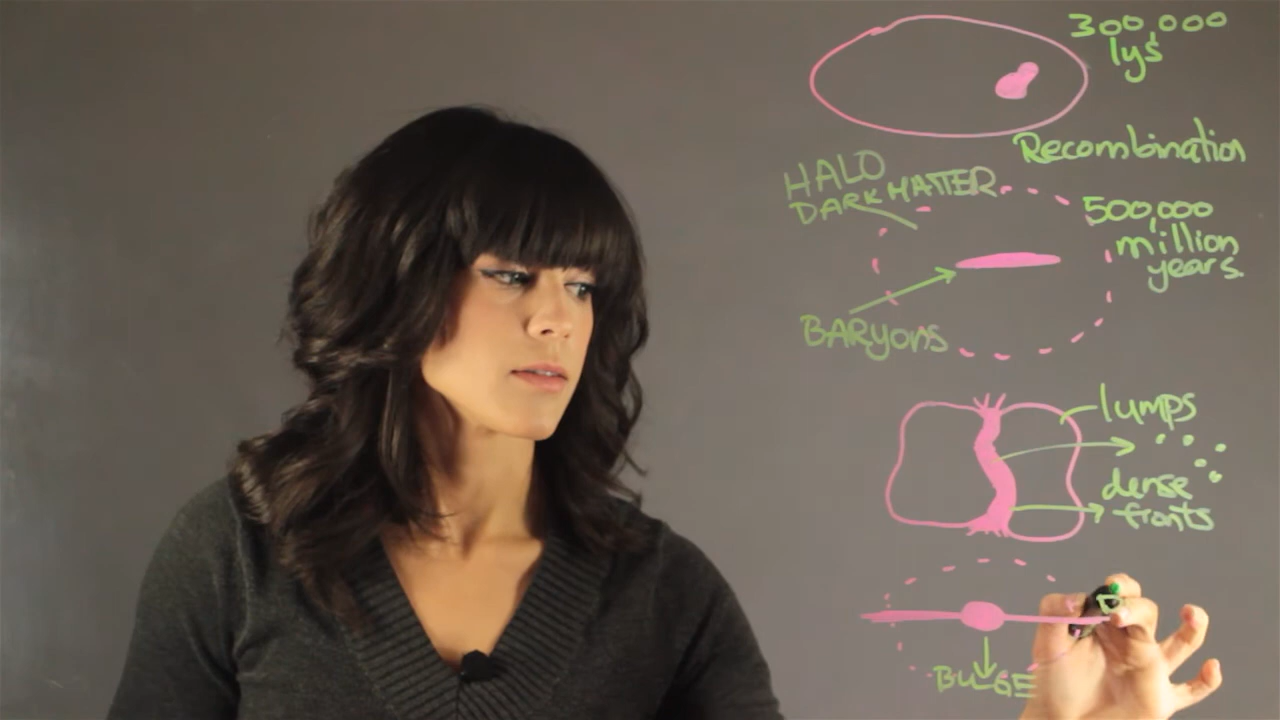 300,000
lys
Recombination
HALO
DARK MATTER
500,000
million
years.
BARyons
lumps
dense
fronts
D
BULGE